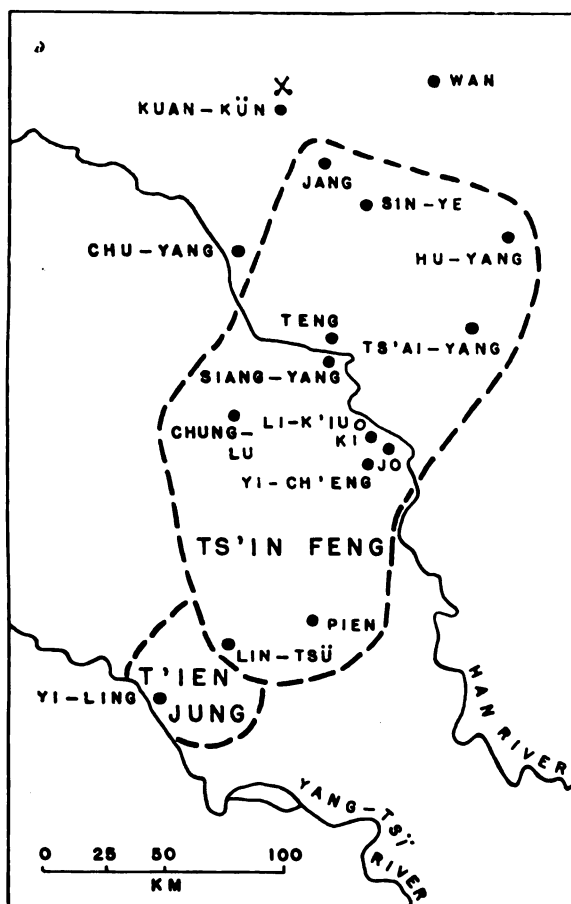 WAN
KUAN-KÜN
JANG
SIN-YE
CHU-YANG
HU-YANG
TENG
TS'AI-YANG
SIANG-YANG
LI-K'IU
CHUNG-
LU
KI
JO
YI-CH'ENG
TS'IN FENG
PIEN
LIN-TSÜ
T'IEN
YI-LING
JUNG
HAN RIVER
YANG-TSÏ
RIVER
0 25 50 100
KM